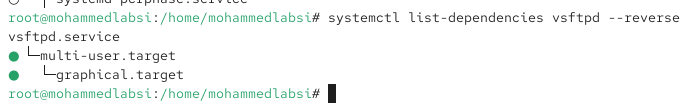 root@mohammedlabsi:/home/mohammedlabsi# systemctl list-dependencies vsftpd --reverse
vsftpd.service
● └─multi-user.target
●   └─graphical.target
root@mohammedlabsi:/home/mohammedlabsi#